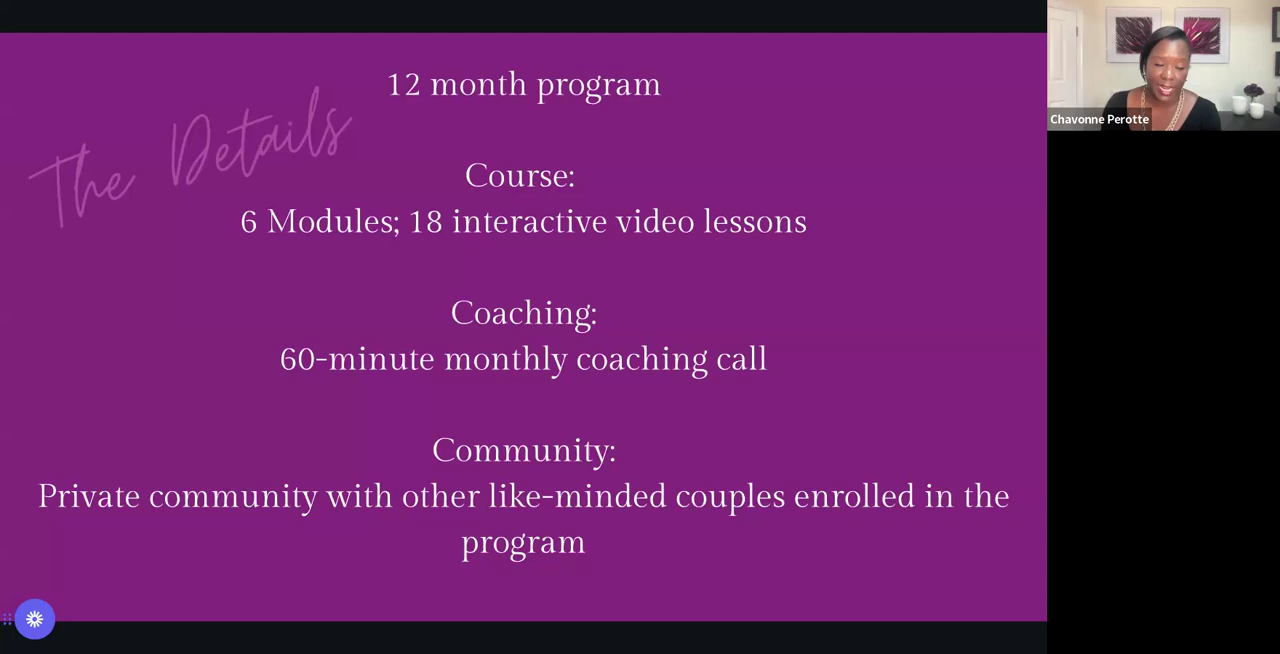 The Details
12 month program
Course:
6 Modules; 18 interactive video lessons
Coaching:
60-minute monthly coaching call
Community:
Private community with other like-minded couples enrolled in the
program
Chavonne Perotte